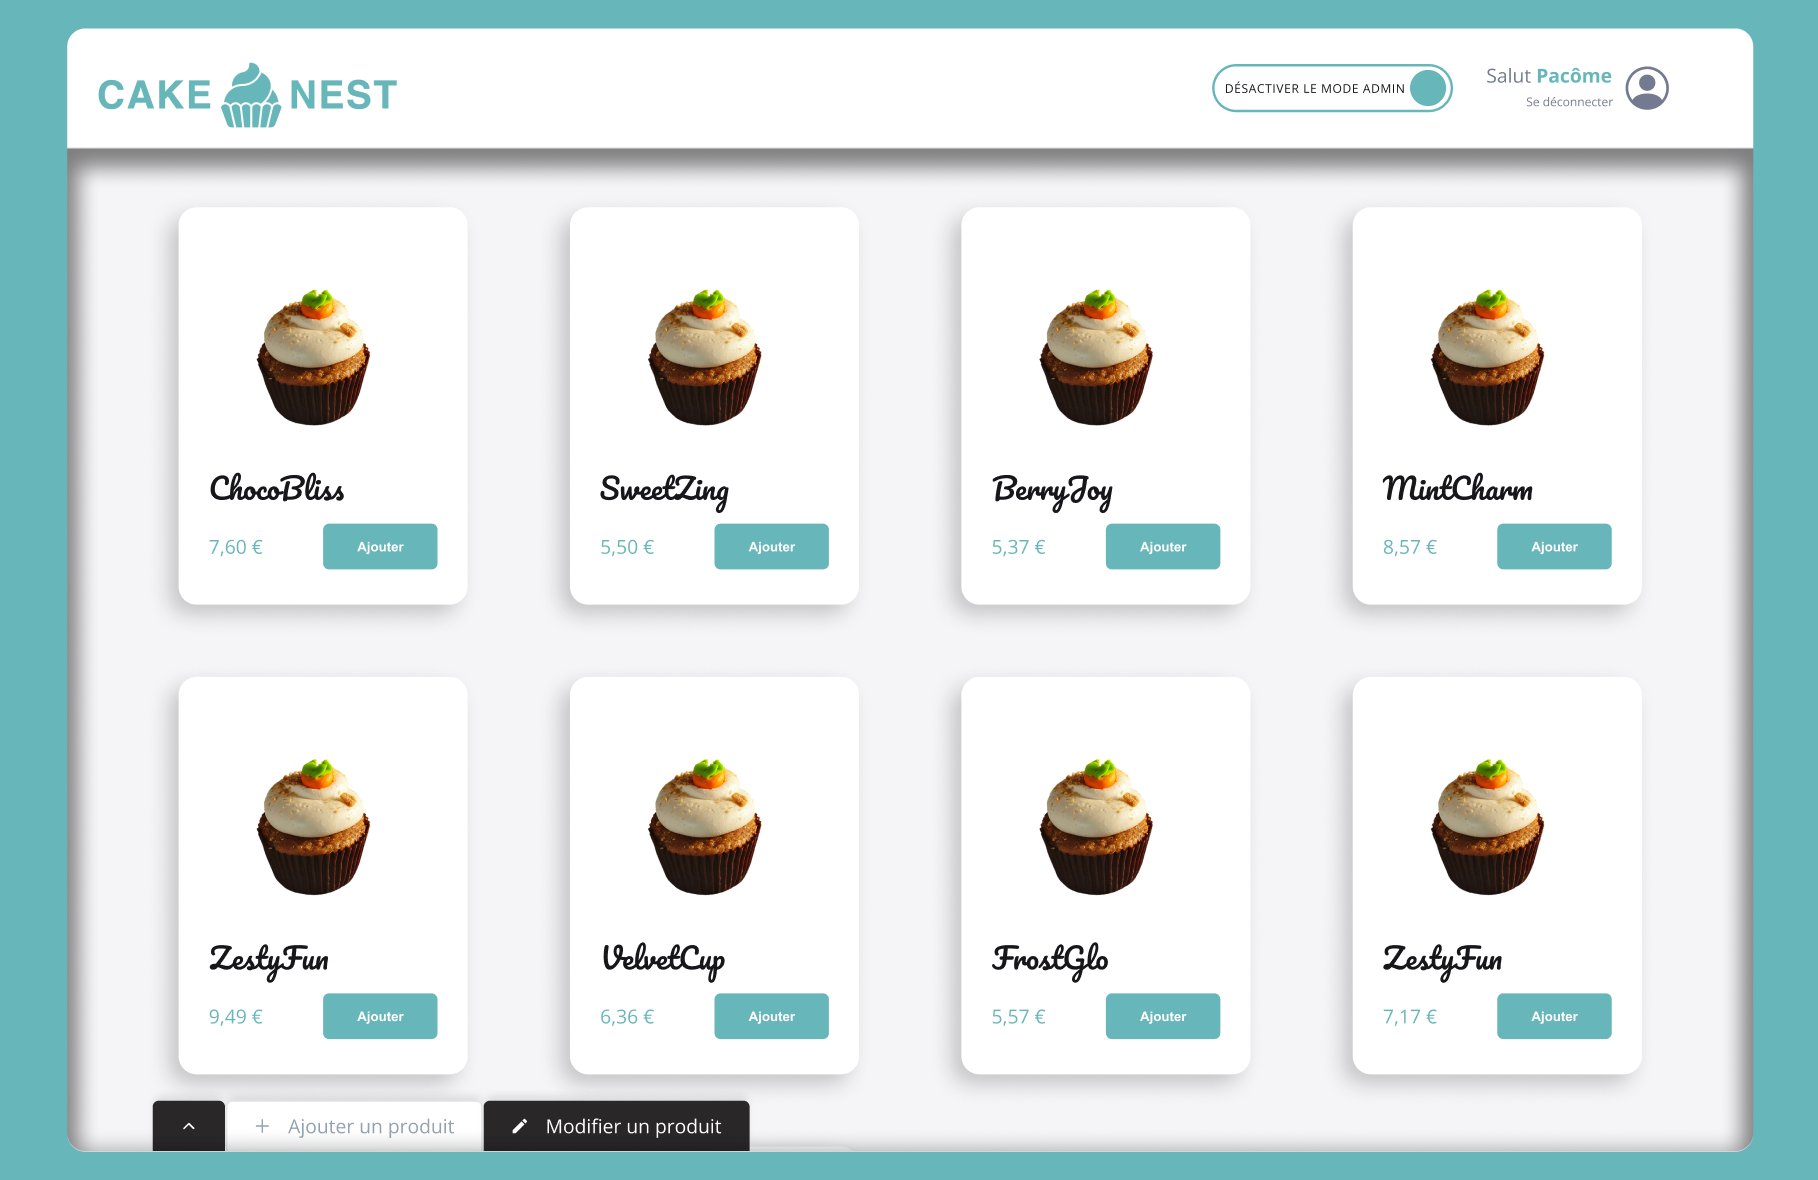 CAKE NEST
DÉSACTIVER LE MODE ADMIN
Salut Pacôme
Se déconnecter
ChocoBliss
7,60 €
Ajouter
SweetZing
5,50 €
Ajouter
BerryJoy
5,37 €
Ajouter
MintCharm
8,57 €
Ajouter
ZestyFun
9,49 €
Ajouter
VelvetCup
6,36 €
Ajouter
FrostGlo
5,57 €
Ajouter
ZestyFun
7,17 €
Ajouter
Ajouter un produit
Modifier un produit